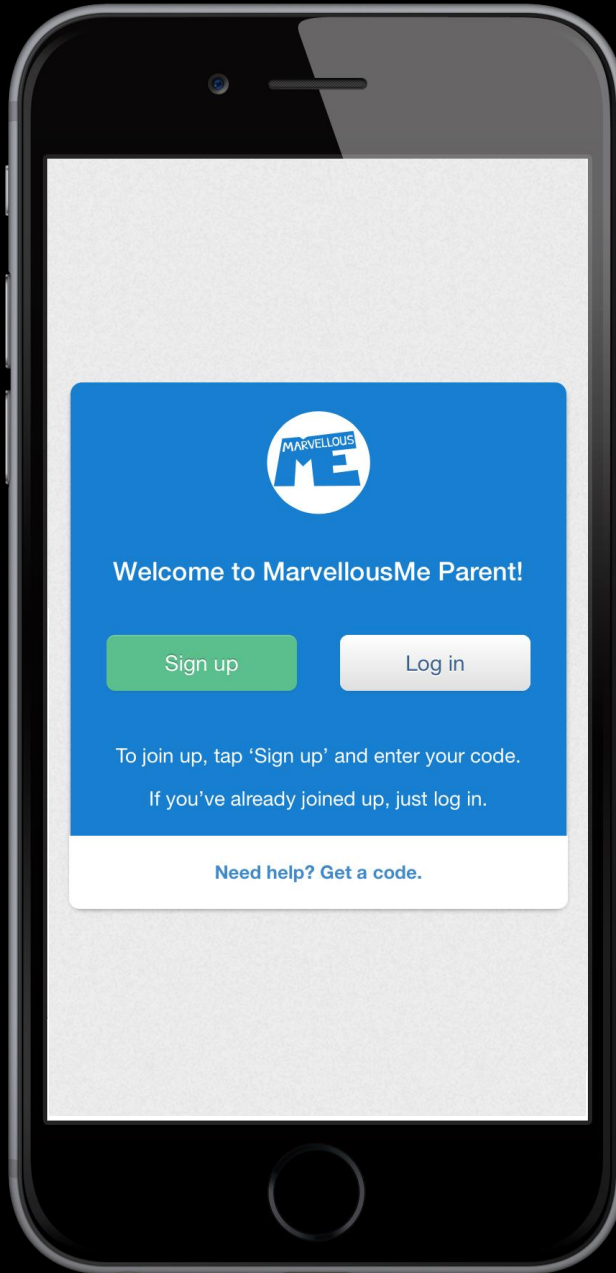 MARVELLOUS
ME
Welcome to MarvellousMe Parent!
Sign up
Log in
To join up, tap ‘Sign up’ and enter your code.
If you’ve already joined up, just log in.
Need help? Get a code.